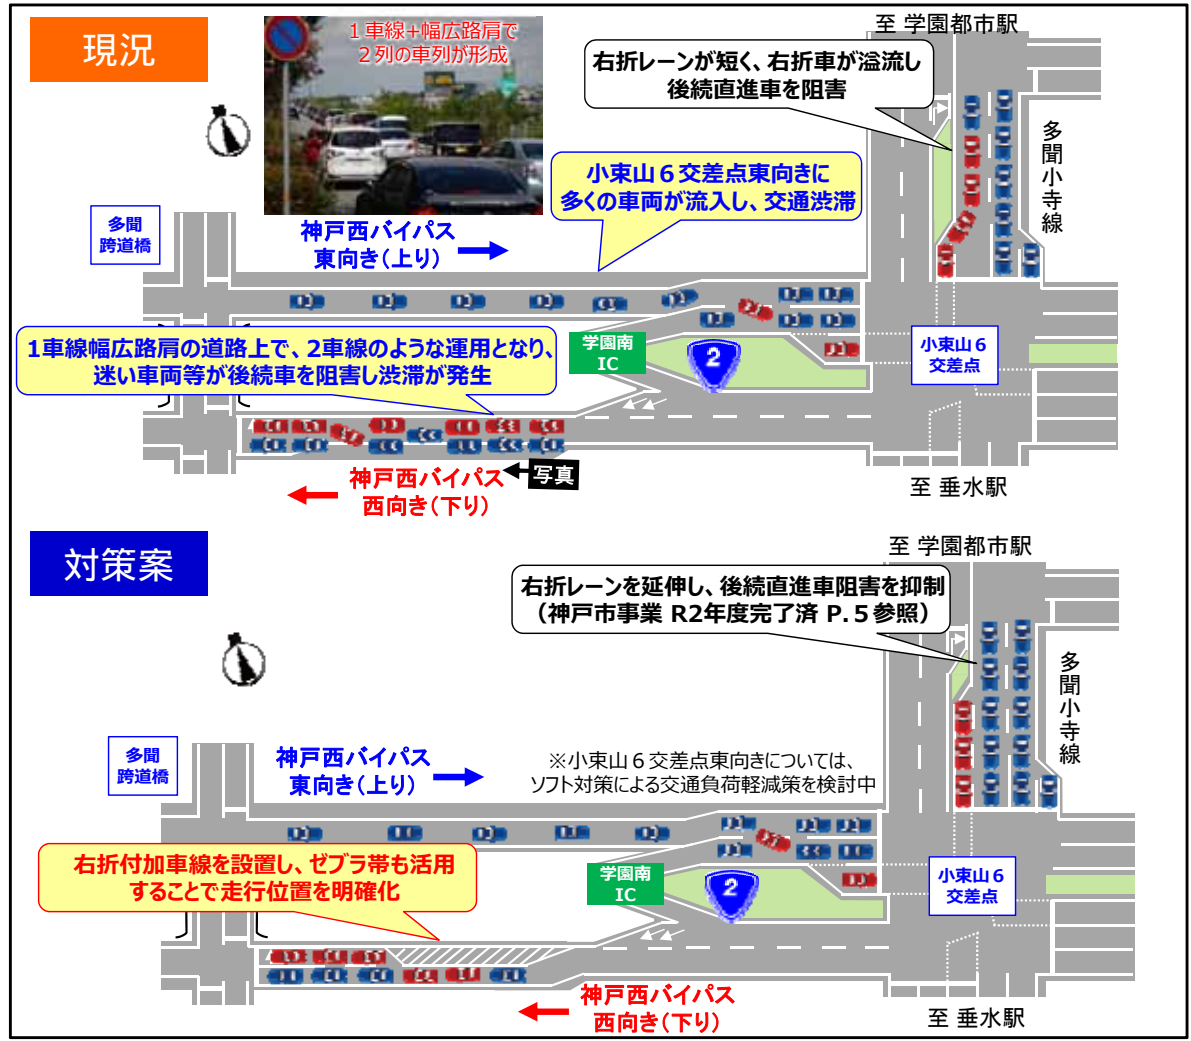 現況
1車線+幅広路肩で
2列の車列が形成
至 学園都市駅
右折レーンが短く、右折車が溢流し
後続直進車を阻害
多聞小寺線
小束山6交差点東向きに
多くの車両が流入し、交通渋滞
多聞
跨道橋
神戸西バイパス
東向き(上り)
1車線幅広路肩の道路上で、2車線のような運用となり、
迷い車両等が後続車を阻害し渋滞が発生
学園南
IC
2
小束山6
交差点
神戸西バイパス
西向き(下り)
写真
至 垂水駅
対策案
至 学園都市駅
右折レーンを延伸し、後続直進車阻害を抑制
(神戸市事業 R2年度完了済 P.5参照)
多聞小寺線
多聞
跨道橋
神戸西バイパス
東向き(上り)
※小束山6交差点東向きについては、
ソフト対策による交通負荷軽減策を検討中
右折付加車線を設置し、ゼブラ帯も活用
することで走行位置を明確化
学園南
IC
2
小束山6
交差点
神戸西バイパス
西向き(下り)
至 垂水駅